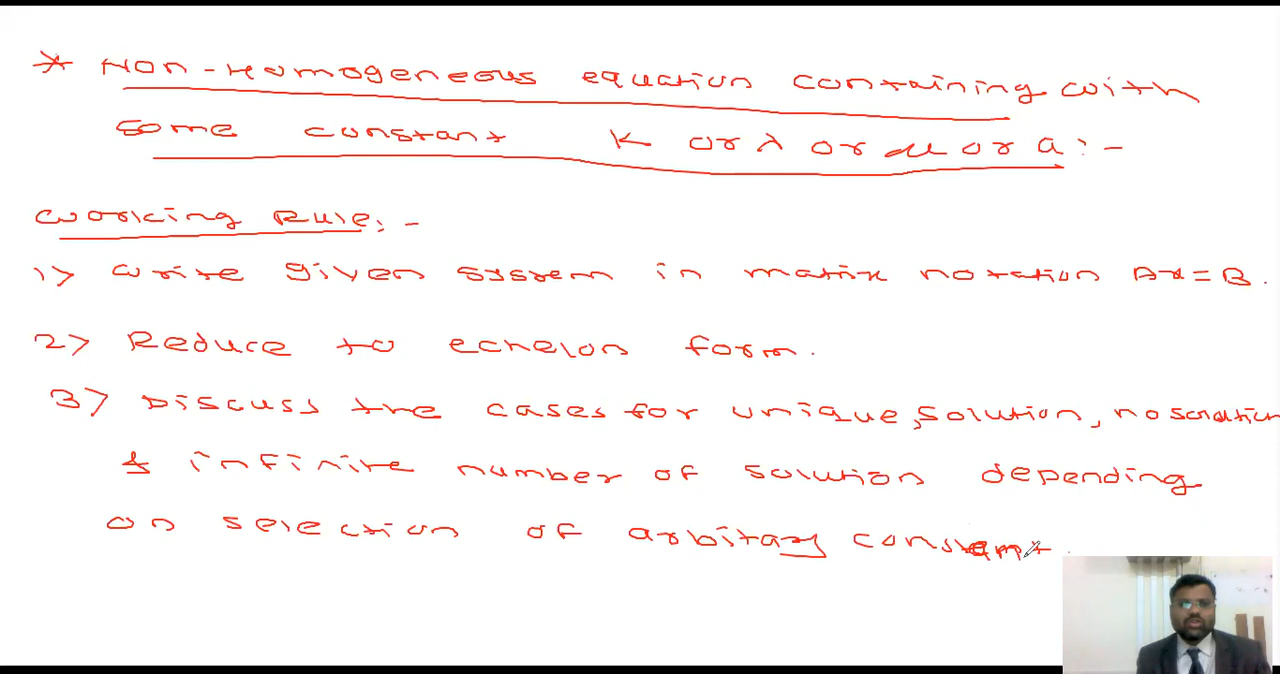 * Non-Homogeneous equation containing with
some constant K or λ or μ or a :-
Working Rule :-
1) write given system in matrix notation Ax = B.
2) Reduce to echelon form.
3) Discuss the cases for unique, solution, no solution
& infinite number of solution depending
on selection of arbitary constant.